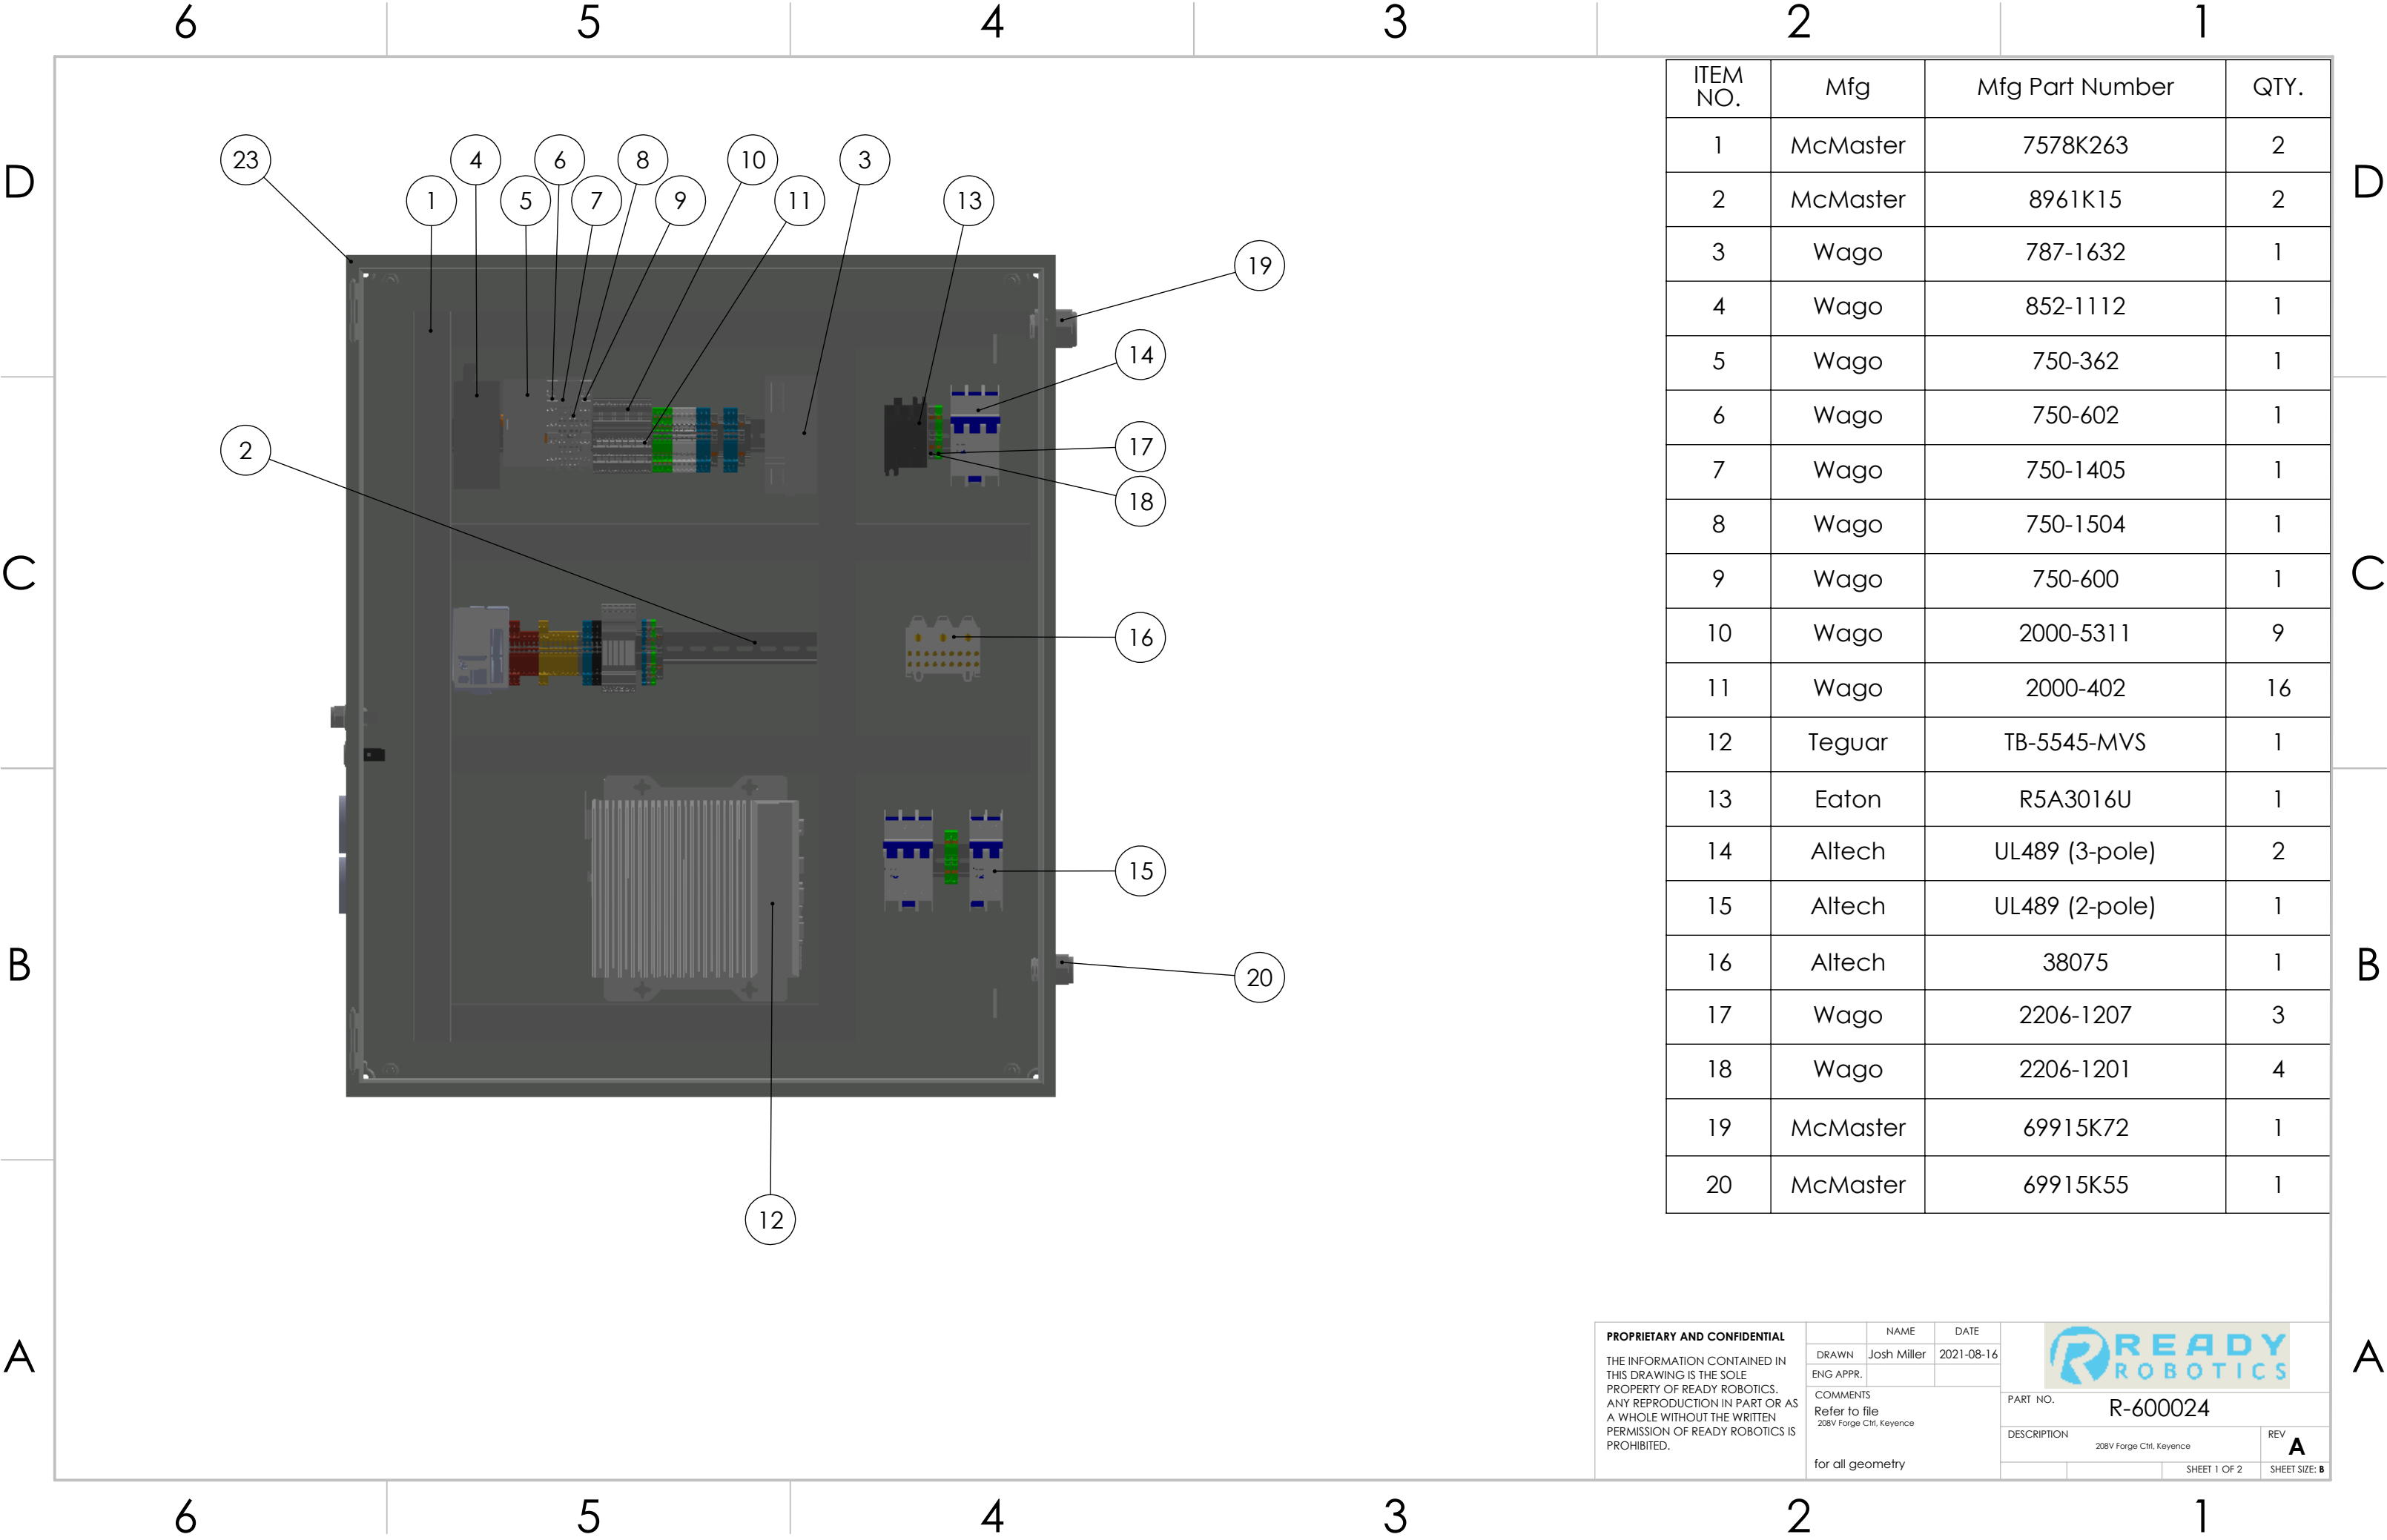 6 5 4 3 2 1
D
D
C
C
B
B
A
A
23
4
6
8
10
3
1
5
7
9
11
13
19
14
2
17
18
16
15
20
12
ITEM NO. Mfg Mfg Part Number QTY.
1 McMaster 7578K263 2
2 McMaster 8961K15 2
3 Wago 787-1632 1
4 Wago 852-1112 1
5 Wago 750-362 1
6 Wago 750-602 1
7 Wago 750-1405 1
8 Wago 750-1504 1
9 Wago 750-600 1
10 Wago 2000-5311 9
11 Wago 2000-402 16
12 Teguar TB-5545-MVS 1
13 Eaton R5A3016U 1
14 Altech UL489 (3-pole) 2
15 Altech UL489 (2-pole) 1
16 Altech 38075 1
17 Wago 2206-1207 3
18 Wago 2206-1201 4
19 McMaster 69915K72 1
20 McMaster 69915K55 1
PROPRIETARY AND CONFIDENTIAL
THE INFORMATION CONTAINED IN
THIS DRAWING IS THE SOLE
PROPERTY OF READY ROBOTICS.
ANY REPRODUCTION IN PART OR AS
A WHOLE WITHOUT THE WRITTEN
PERMISSION OF READY ROBOTICS IS
PROHIBITED.
NAME DATE
DRAWN Josh Miller 2021-08-16
ENG APPR.
COMMENTS
Refer to file
208V Forge Ctrl, Keyence
for all geometry
READY
ROBOTICS
PART NO.
R-600024
DESCRIPTION
208V Forge Ctrl, Keyence
REV
A
SHEET 1 OF 2
SHEET SIZE: B
6 5 4 3 2 1